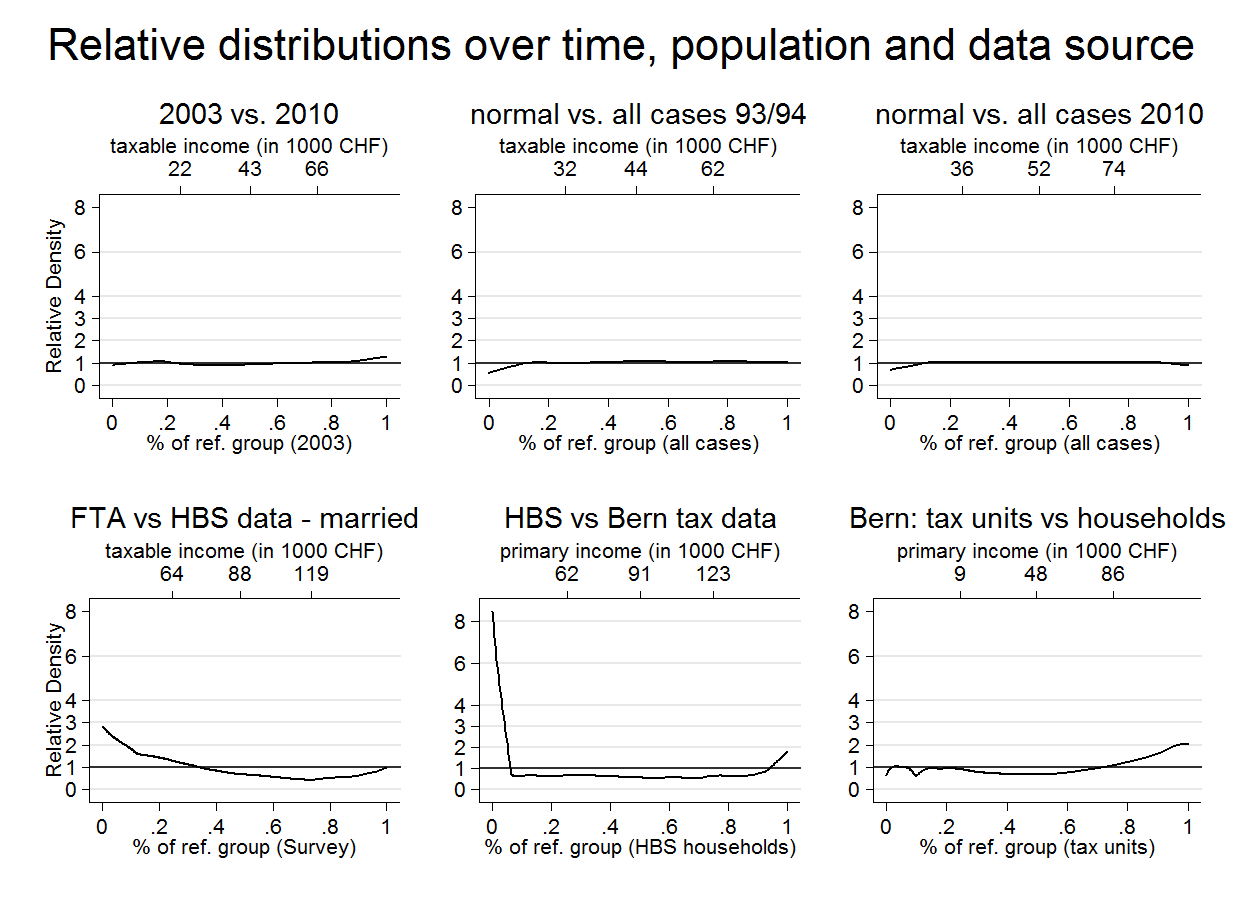 Relative distributions over time, population and data source
2003 vs. 2010
taxable income (in 1000 CHF)
22 43 66
Relative Density
8
6
4
3
2
1
0
0 .2 .4 .6 .8 1
% of ref. group (2003)
normal vs. all cases 93/94
taxable income (in 1000 CHF)
32 44 62
8
6
4
3
2
1
0
0 .2 .4 .6 .8 1
% of ref. group (all cases)
normal vs. all cases 2010
taxable income (in 1000 CHF)
36 52 74
8
6
4
3
2
1
0
0 .2 .4 .6 .8 1
% of ref. group (all cases)
FTA vs HBS data - married
taxable income (in 1000 CHF)
64 88 119
Relative Density
8
6
4
3
2
1
0
0 .2 .4 .6 .8 1
% of ref. group (Survey)
HBS vs Bern tax data
primary income (in 1000 CHF)
62 91 123
8
6
4
3
2
1
0
0 .2 .4 .6 .8 1
% of ref. group (HBS households)
Bern: tax units vs households
primary income (in 1000 CHF)
9 48 86
8
6
4
3
2
1
0
0 .2 .4 .6 .8 1
% of ref. group (tax units)